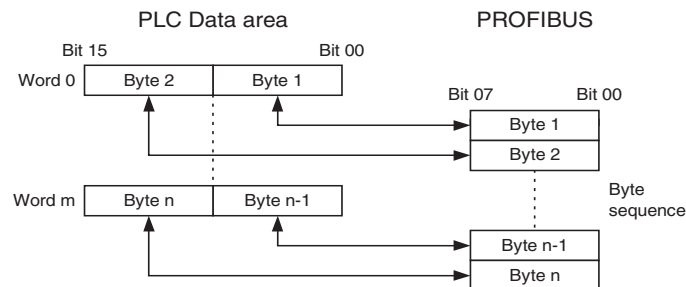 PLC Data area
PROFIBUS
Bit 15
Bit 00
Word 0
Byte 2
Byte 1
Bit 07
Bit 00
Byte 1
Byte 2
Word m
Byte n
Byte n-1
Byte
sequence
Byte n-1
Byte n